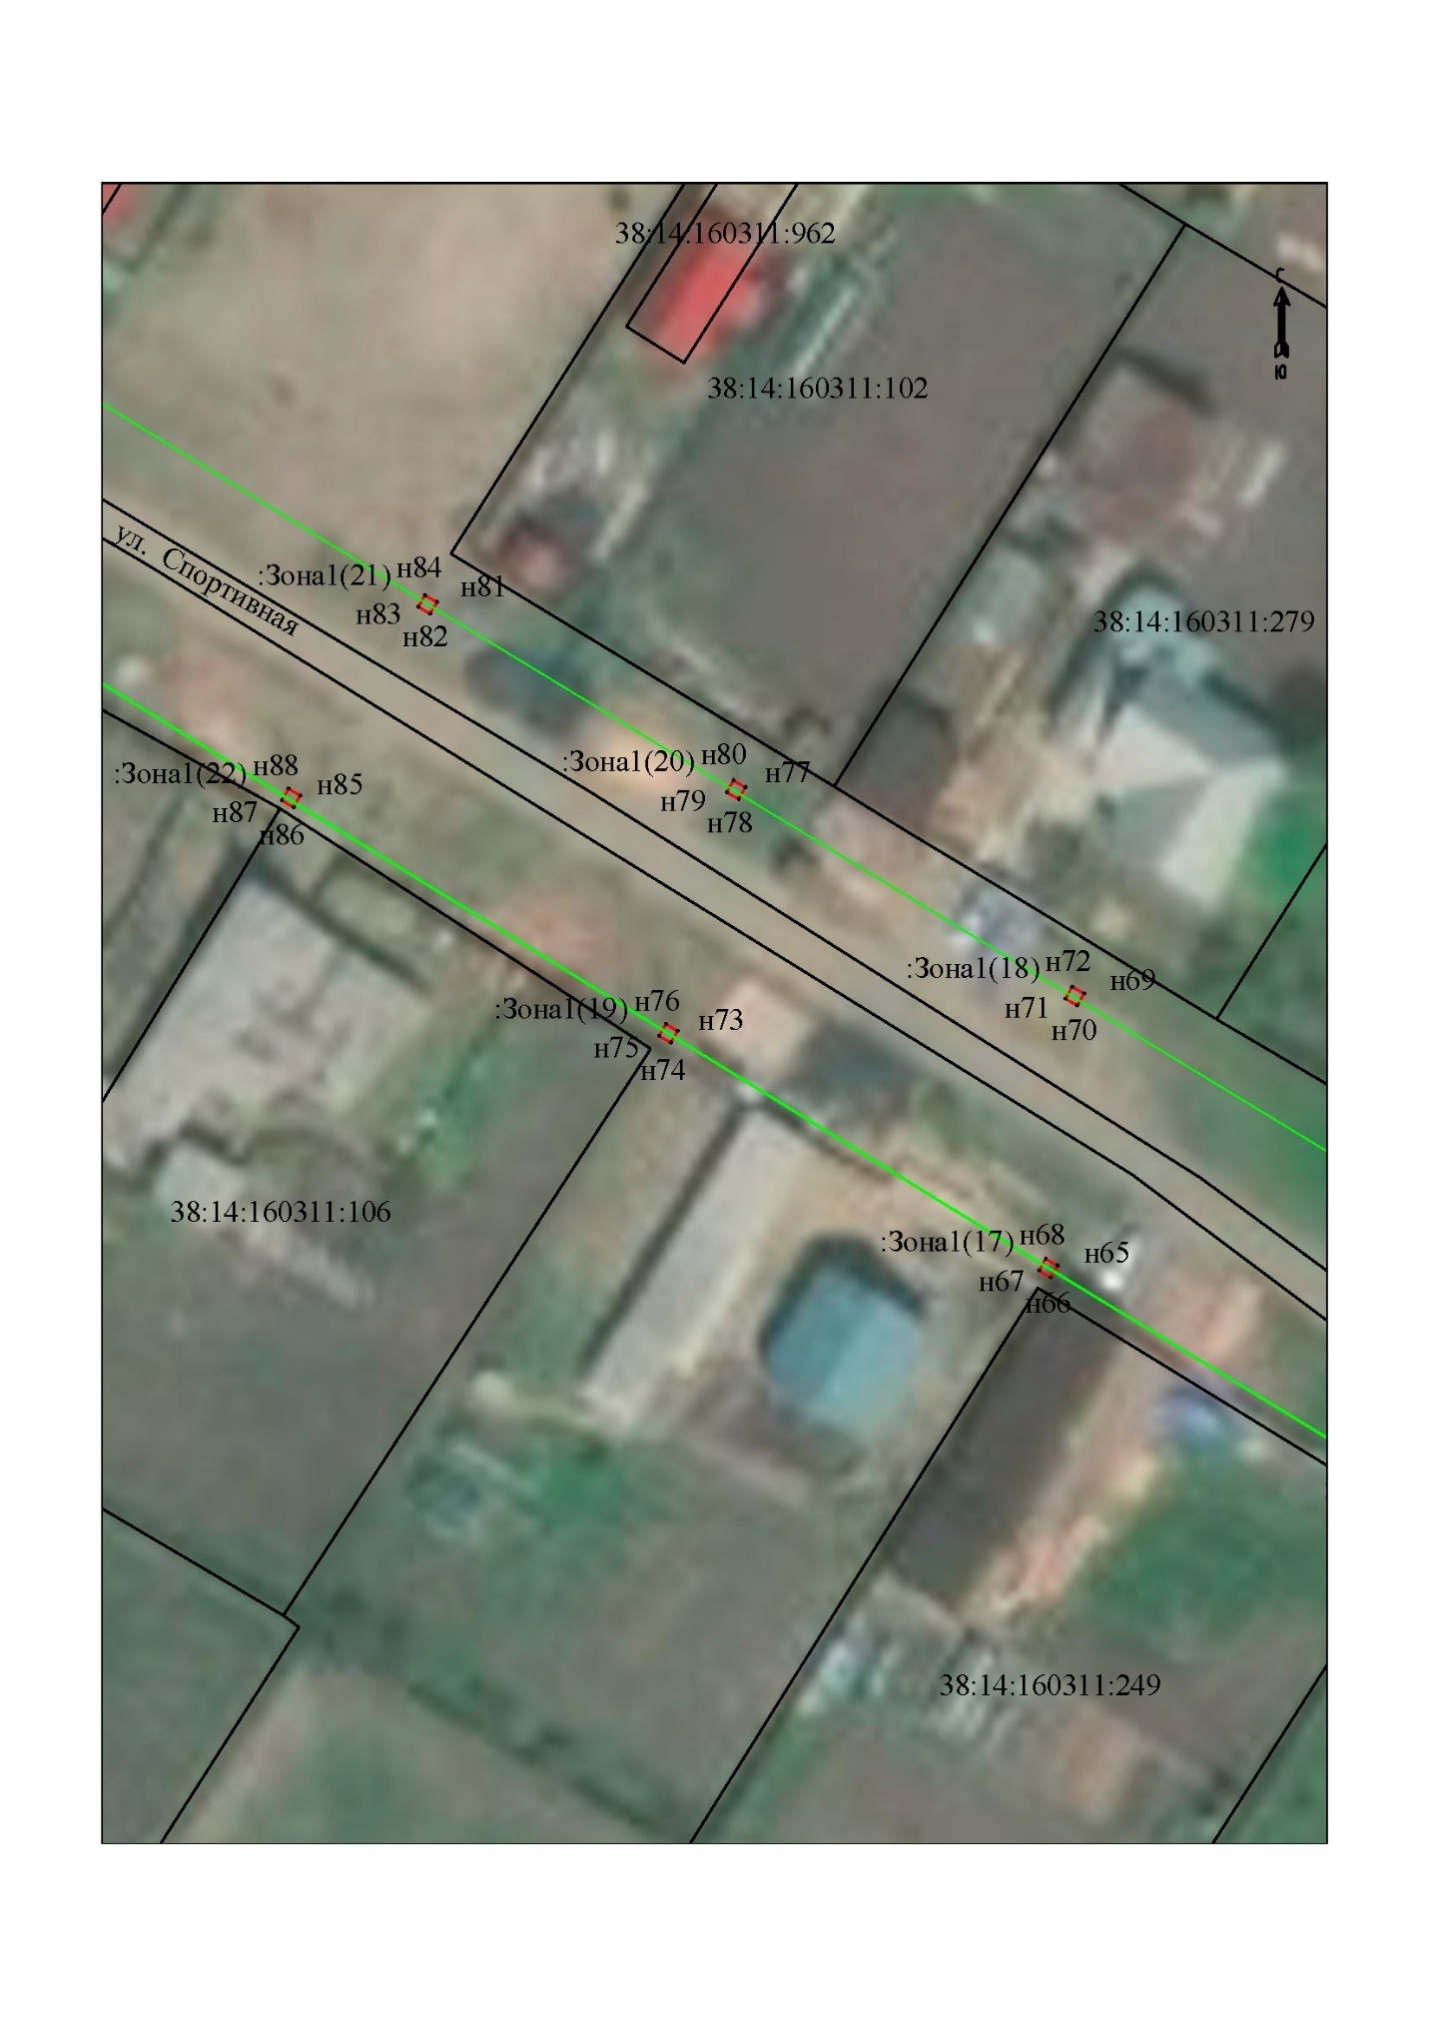 38:14:160311:962
С
Ю
38:14:160311:102
ул. Спортивная
:Зона1(21)
н84
н81
н83
н82
38:14:160311:279
:Зона1(20)
н80
н77
н79
н78
:Зона1(22)
н88
н85
н87
н86
:Зона1(18)
н72
н69
н71
н70
:Зона1(19)
н76
н73
н75
н74
38:14:160311:106
:Зона1(17)
н68
н65
н67
н66
38:14:160311:249